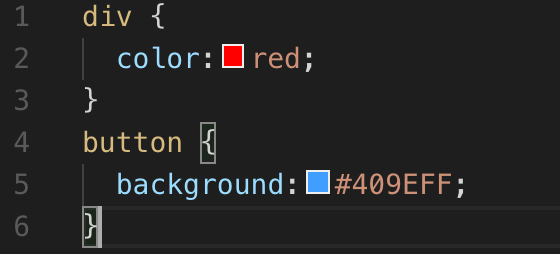 1 div {
2 color: red;
3 }
4 button {
5 background: #409EFF;
6 }